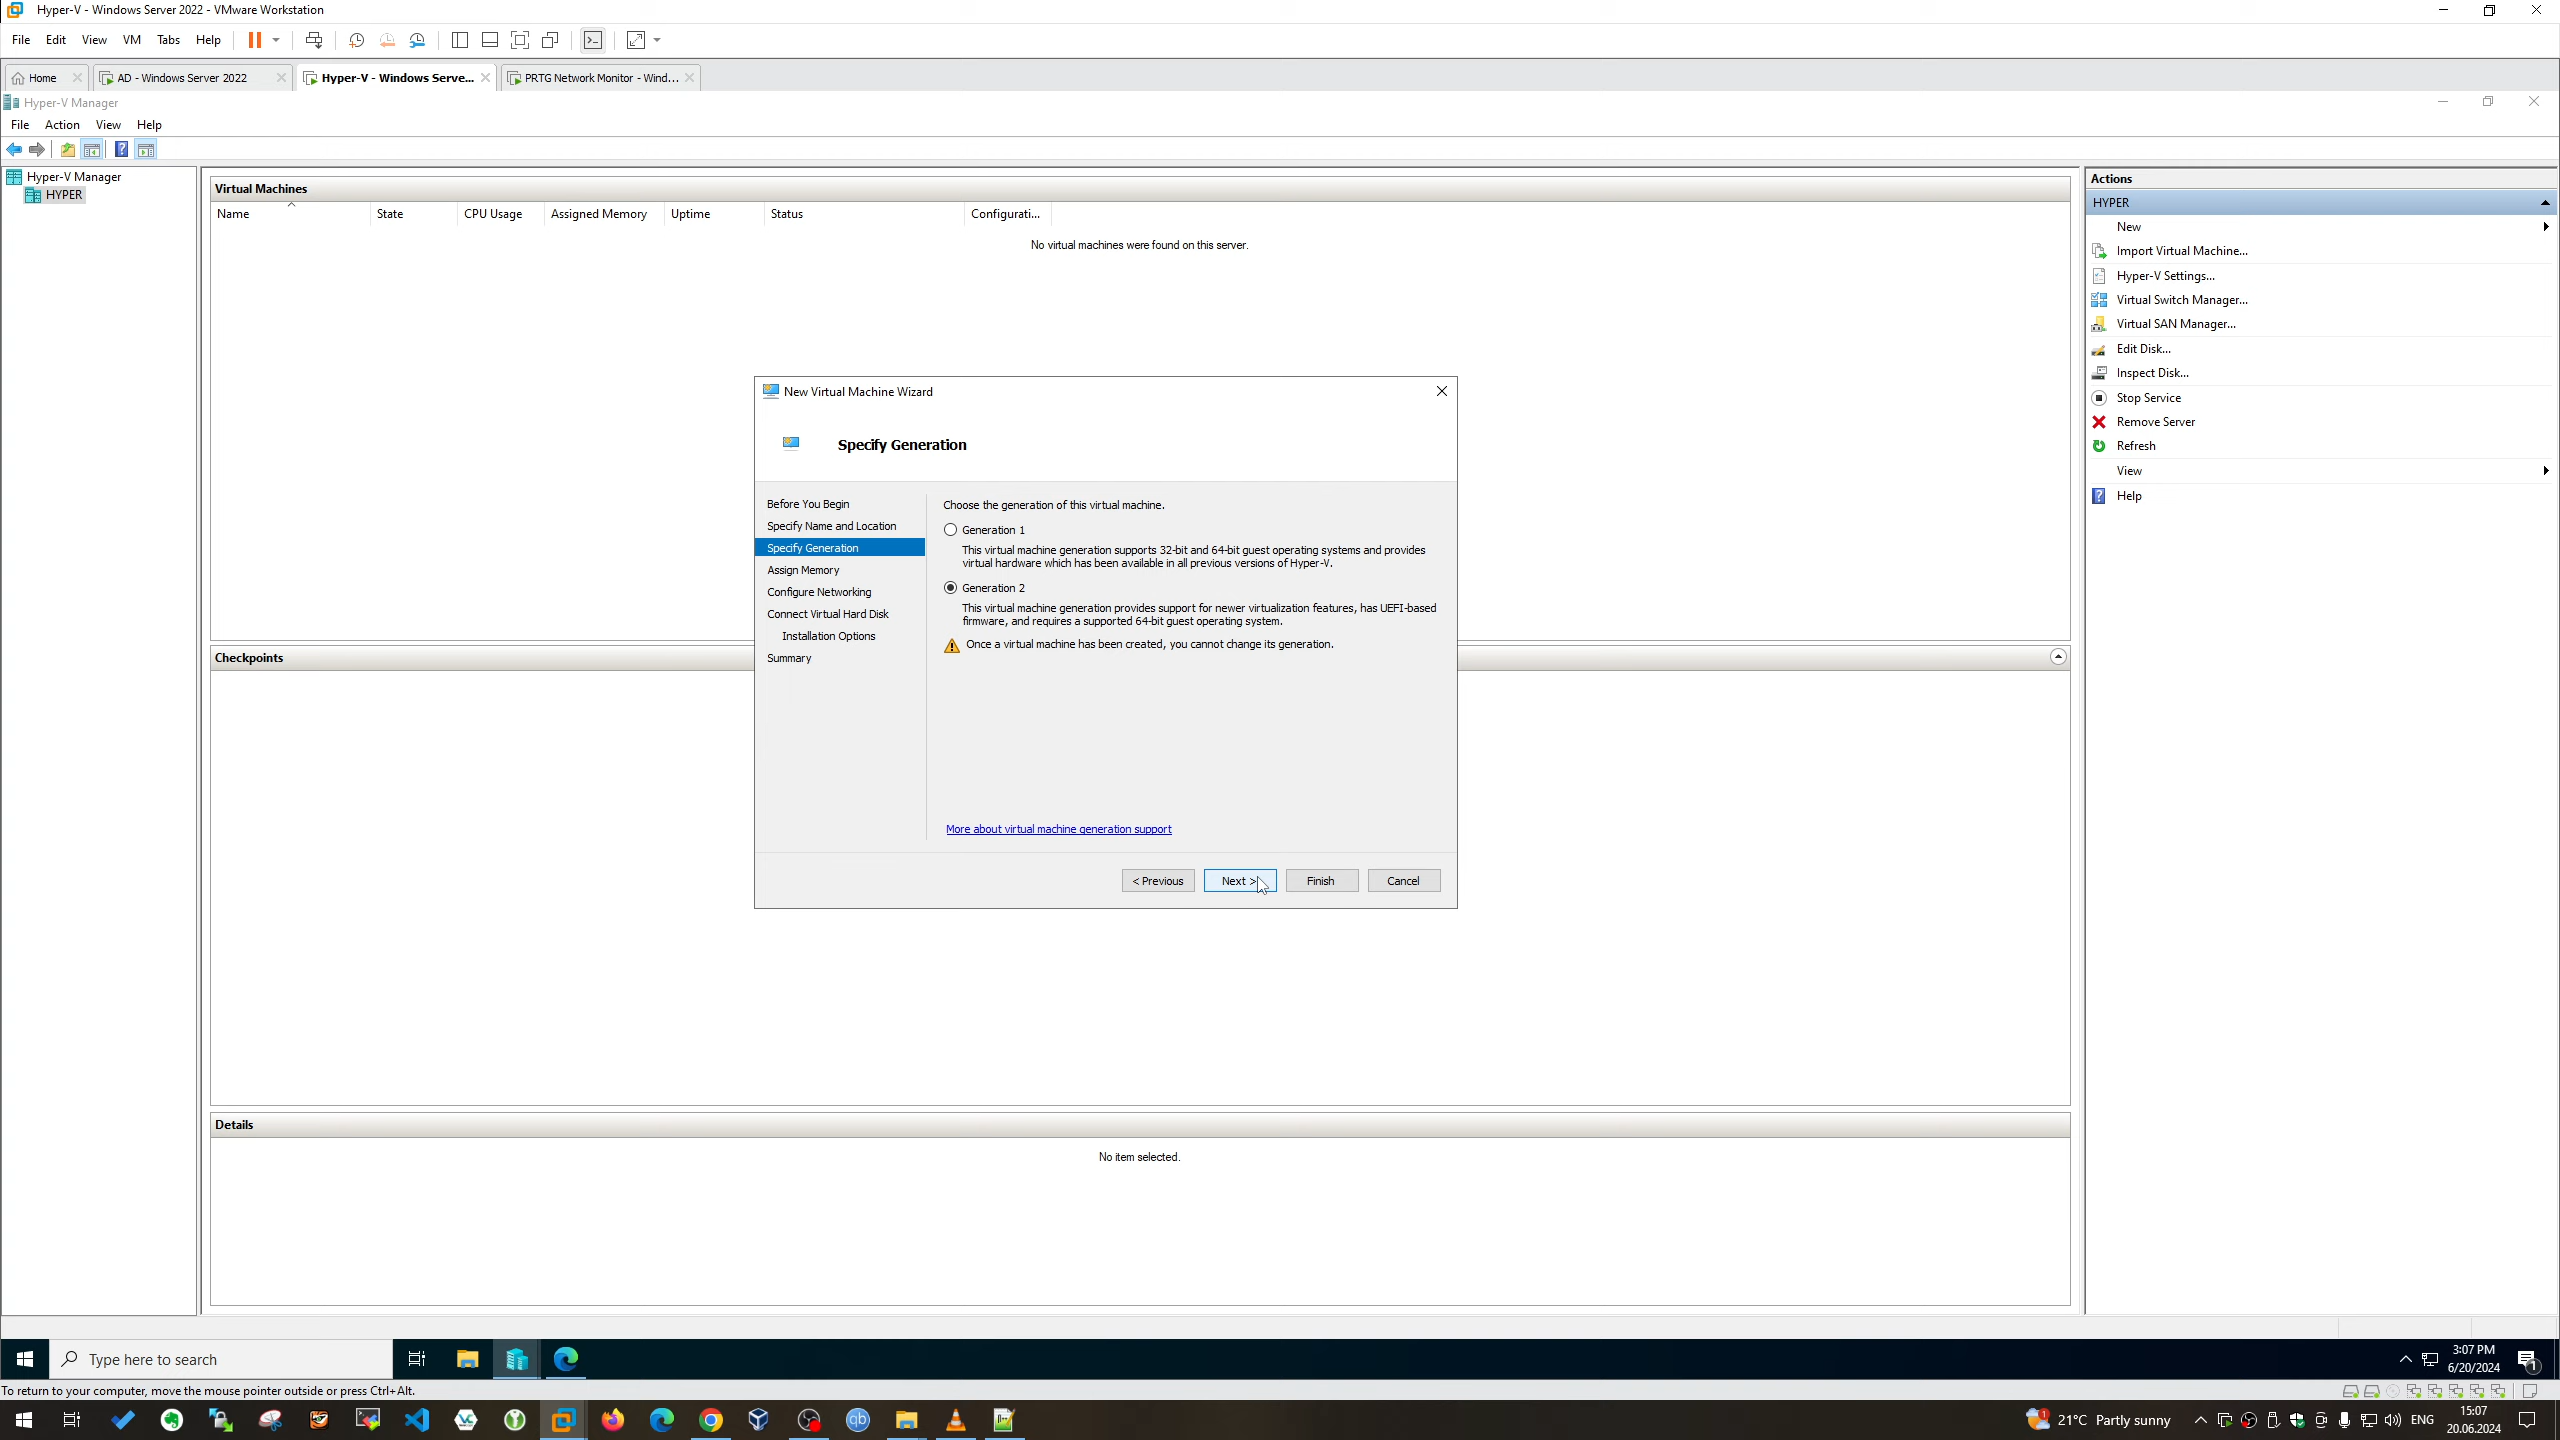 Hyper-V - Windows Server 2022 - VMware Workstation
File Edit View VM Tabs Help
Home AD - Windows Server 2022 Hyper-V - Windows Serve... PRTG Network Monitor - Wind...
Hyper-V Manager
File Action View Help
Hyper-V Manager
HYPER
Virtual Machines
Name State CPU Usage Assigned Memory Uptime Status Configurati...
No virtual machines were found on this server.
New Virtual Machine Wizard
Specify Generation
Before You Begin
Specify Name and Location
Specify Generation
Assign Memory
Configure Networking
Connect Virtual Hard Disk
Installation Options
Summary
Choose the generation of this virtual machine.
Generation 1
This virtual machine generation supports 32-bit and 64-bit guest operating systems and provides
virtual hardware which has been available in all previous versions of Hyper-V.
Generation 2
This virtual machine generation provides support for newer virtualization features, has UEFI-based
firmware, and requires a supported 64-bit guest operating system.
Once a virtual machine has been created, you cannot change its generation.
More about virtual machine generation support
< Previous Next > Finish Cancel
Checkpoints
Details
No item selected.
Actions
HYPER
New
Import Virtual Machine...
Hyper-V Settings...
Virtual Switch Manager...
Virtual SAN Manager...
Edit Disk...
Inspect Disk...
Stop Service
Remove Server
Refresh
View
Help
Type here to search
3:07 PM
6/20/2024
1
To return to your computer, move the mouse pointer outside or press Ctrl+Alt.
1 21°C Partly sunny ENG
15:07
20.06.2024